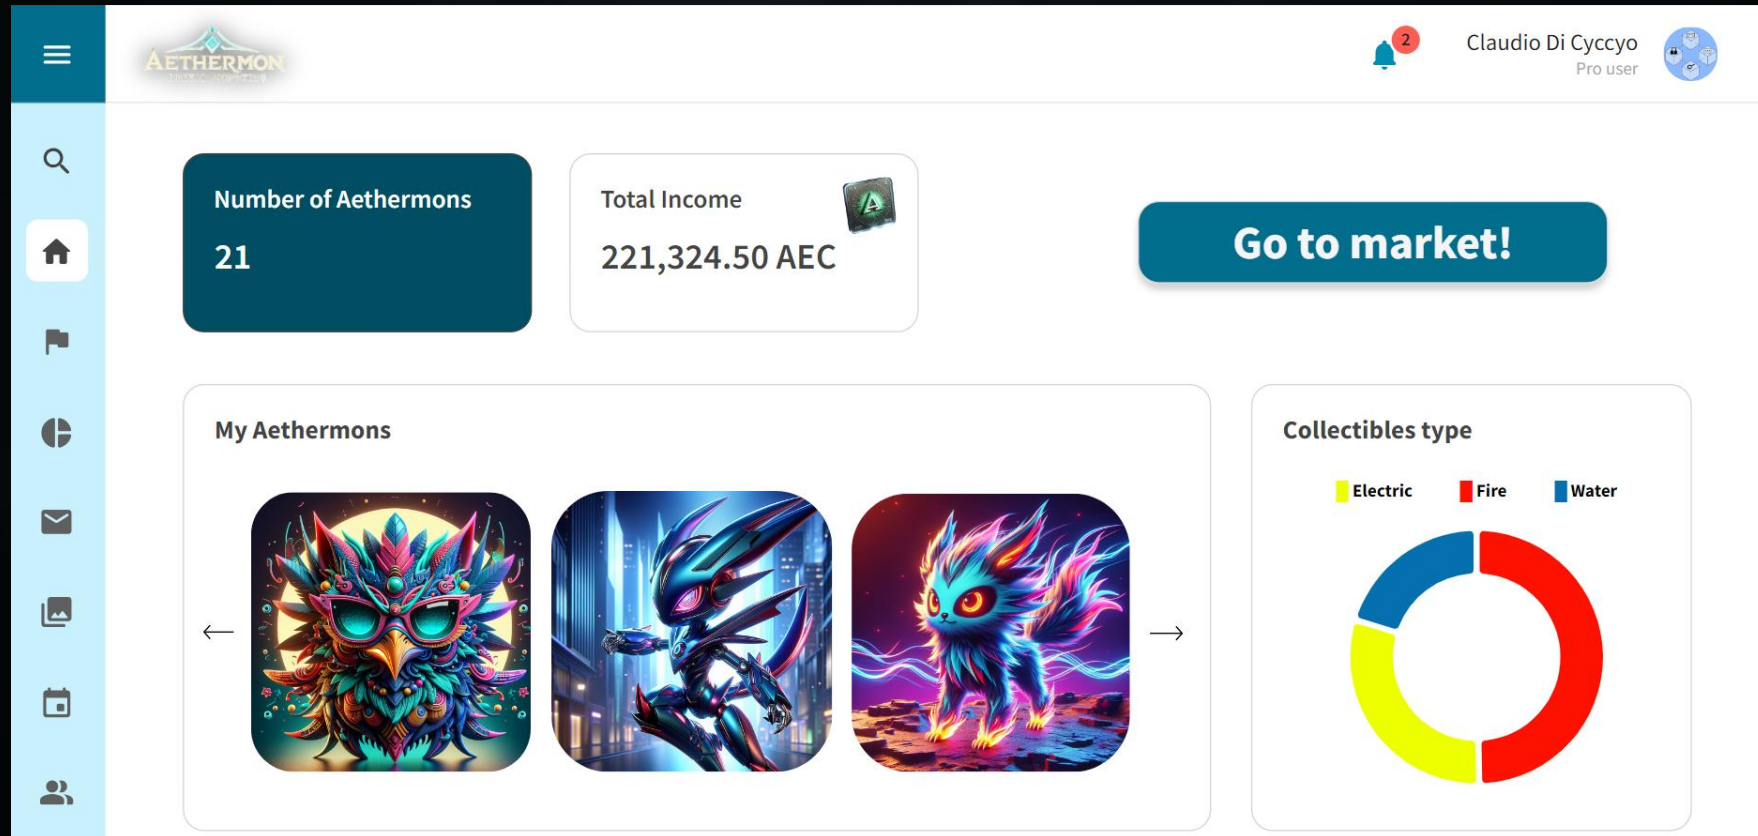 2
Claudio Di Cyccyo
Pro user
AETHERMON
Number of Aethermons
21
Total Income
221,324.50 AEC
Go to market!
My Aethermons
Collectibles type
Electric
Fire
Water